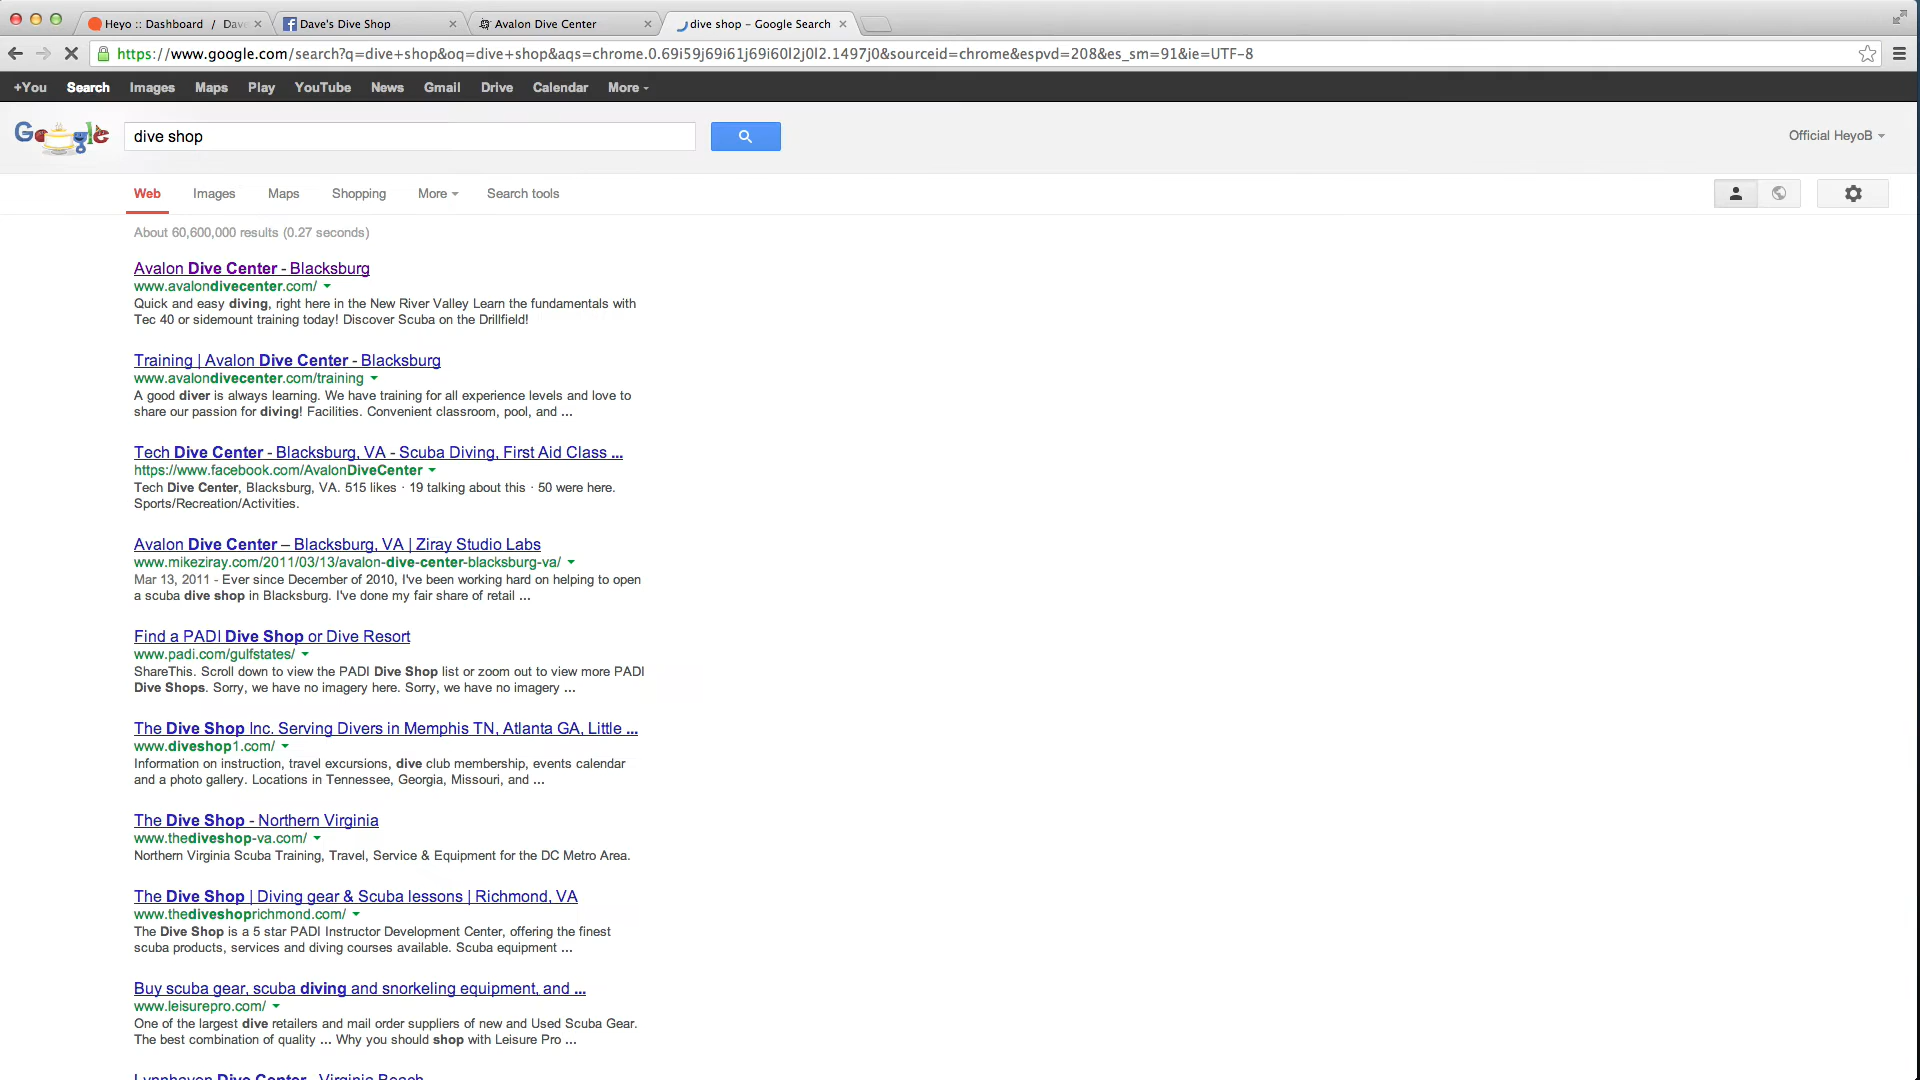 Heyo :: Dashboard / Dave
Dave's Dive Shop
Avalon Dive Center
dive shop - Google Search
https://www.google.com/search?q=dive+shop&oq=dive+shop&aqs=chrome.0.69i59j69i61j69i60l2j0l2.1497j0&sourceid=chrome&espvd=208&es_sm=91&ie=UTF-8
+You Search Images Maps Play YouTube News Gmail Drive Calendar More
Google
dive shop
Official HeyoB
Web Images Maps Shopping More Search tools
About 60,600,000 results (0.27 seconds)
Avalon Dive Center - Blacksburg
www.avalondivecenter.com/
Quick and easy diving, right here in the New River Valley Learn the fundamentals with
Tec 40 or sidemount training today! Discover Scuba on the Drillfield!
Training | Avalon Dive Center - Blacksburg
www.avalondivecenter.com/training
A good diver is always learning. We have training for all experience levels and love to
share our passion for diving! Facilities. Convenient classroom, pool, and ...
Tech Dive Center - Blacksburg, VA - Scuba Diving, First Aid Class ...
https://www.facebook.com/AvalonDiveCenter
Tech Dive Center, Blacksburg, VA. 515 likes · 19 talking about this · 50 were here.
Sports/Recreation/Activities.
Avalon Dive Center – Blacksburg, VA | Ziray Studio Labs
www.mikeziray.com/2011/03/13/avalon-dive-center-blacksburg-va/
Mar 13, 2011 - Ever since December of 2010, I've been working hard on helping to open
a scuba dive shop in Blacksburg. I've done my fair share of retail ...
Find a PADI Dive Shop or Dive Resort
www.padi.com/gulfstates/
ShareThis. Scroll down to view the PADI Dive Shop list or zoom out to view more PADI
Dive Shops. Sorry, we have no imagery here. Sorry, we have no imagery ...
The Dive Shop Inc. Serving Divers in Memphis TN, Atlanta GA, Little ...
www.diveshop1.com/
Information on instruction, travel excursions, dive club membership, events calendar
and a photo gallery. Locations in Tennessee, Georgia, Missouri, and ...
The Dive Shop - Northern Virginia
www.thediveshop-va.com/
Northern Virginia Scuba Training, Travel, Service & Equipment for the DC Metro Area.
The Dive Shop | Diving gear & Scuba lessons | Richmond, VA
www.thediveshoprichmond.com/
The Dive Shop is a 5 star PADI Instructor Development Center, offering the finest
scuba products, services and diving courses available. Scuba equipment ...
Buy scuba gear, scuba diving and snorkeling equipment, and ...
www.leisurepro.com/
One of the largest dive retailers and mail order suppliers of new and Used Scuba Gear.
The best combination of quality ... Why you should shop with Leisure Pro ...
Lynnhaven Dive Center - Virginia Beach